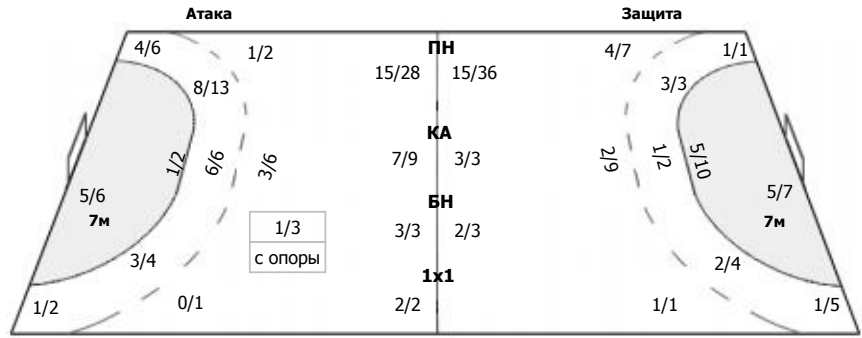 Атака Защита
4/6 1/2 ПН 4/7 1/1
8/13 15/28 15/36 3/3
КА
1/2 6/6 3/6 7/9 3/3 2/9 1/2 5/10
5/6 БН 5/7
7м 1/3 3/3 2/3 7м
3/4 с опоры 2/4
1x1
1/2 0/1 2/2 1/1 1/5